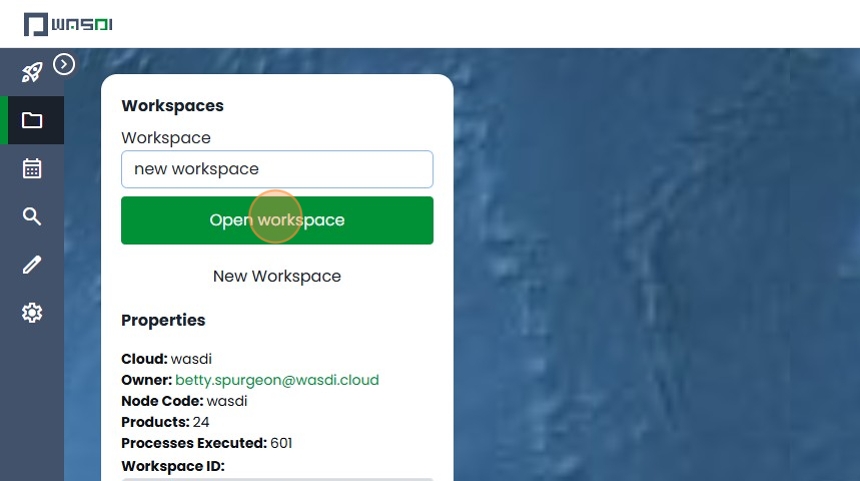 WASDI
Workspaces
Workspace
new workspace
Open workspace
New Workspace
Properties
Cloud: wasdi
Owner: betty.spurgeon@wasdi.cloud
Node Code: wasdi
Products: 24
Processes Executed: 601
Workspace ID: